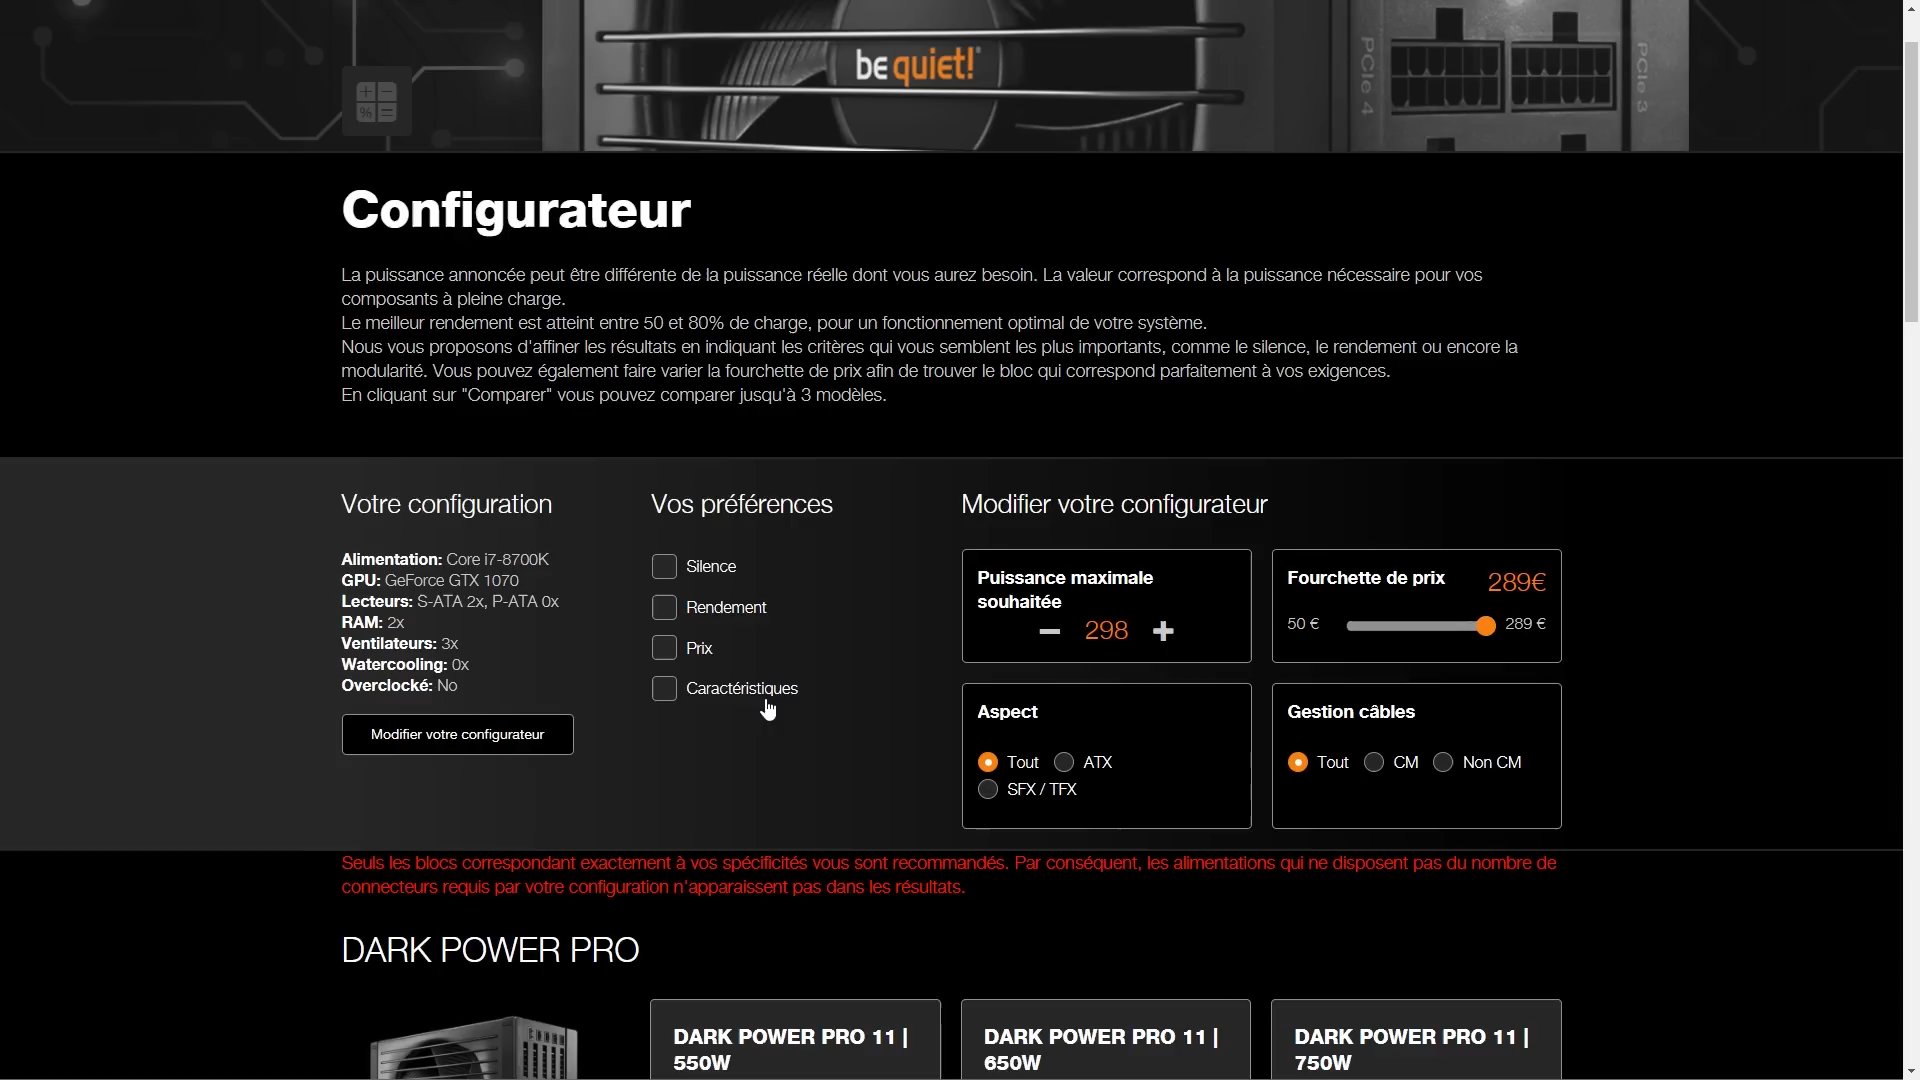 be quiet!
PCIe 4
PCIe 3
Configurateur
La puissance annoncée peut être différente de la puissance réelle dont vous aurez besoin. La valeur correspond à la puissance nécessaire pour vos
composants à pleine charge.
Le meilleur rendement est atteint entre 50 et 80% de charge, pour un fonctionnement optimal de votre système.
Nous vous proposons d'affiner les résultats en indiquant les critères qui vous semblent les plus importants, comme le silence, le rendement ou encore la
modularité. Vous pouvez également faire varier la fourchette de prix afin de trouver le bloc qui correspond parfaitement à vos exigences.
En cliquant sur "Comparer" vous pouvez comparer jusqu'à 3 modèles.
Votre configuration
Alimentation: Core i7-8700K
GPU: GeForce GTX 1070
Lecteurs: S-ATA 2x, P-ATA 0x
RAM: 2x
Ventilateurs: 3x
Watercooling: 0x
Overclocké: No
Modifier votre configurateur
Vos préférences
Silence
Rendement
Prix
Caractéristiques
Modifier votre configurateur
Puissance maximale
souhaitée
298
Fourchette de prix 289€
50 € 289 €
Aspect
Tout ATX
SFX / TFX
Gestion câbles
Tout CM Non CM
Seuls les blocs correspondant exactement à vos spécificités vous sont recommandés. Par conséquent, les alimentations qui ne disposent pas du nombre de
connecteurs requis par votre configuration n'apparaissent pas dans les résultats.
DARK POWER PRO
DARK POWER PRO 11 |
550W
DARK POWER PRO 11 |
650W
DARK POWER PRO 11 |
750W